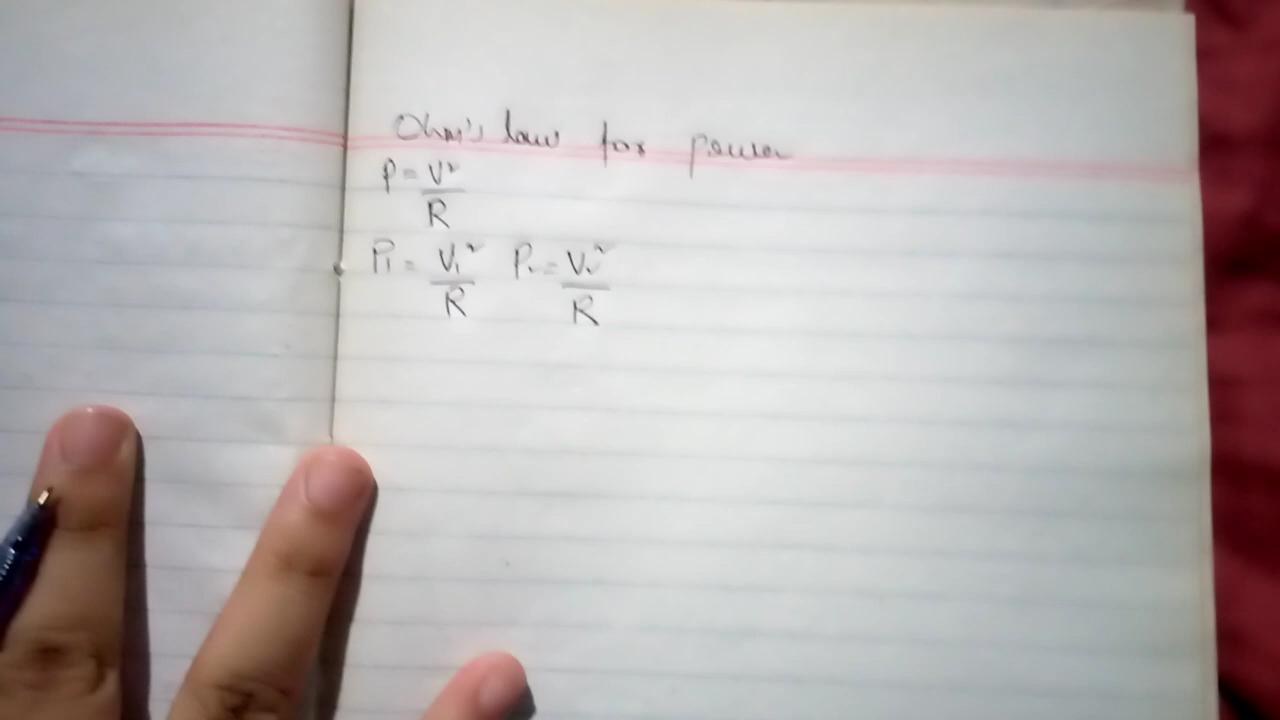 Ohm's law for power
P = V²
R
P₁ = V₁² P₂ = V₂²
R R